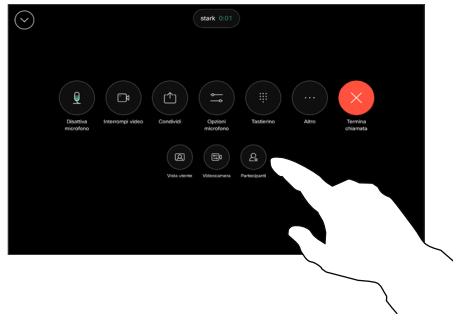 stark 0:01
Disattiva
microfono
Interrompi video
Condividi
Opzioni
microfono
Tastierino
Altro
Termina
chiamata
Vista utente
Videocamera
Partecipanti